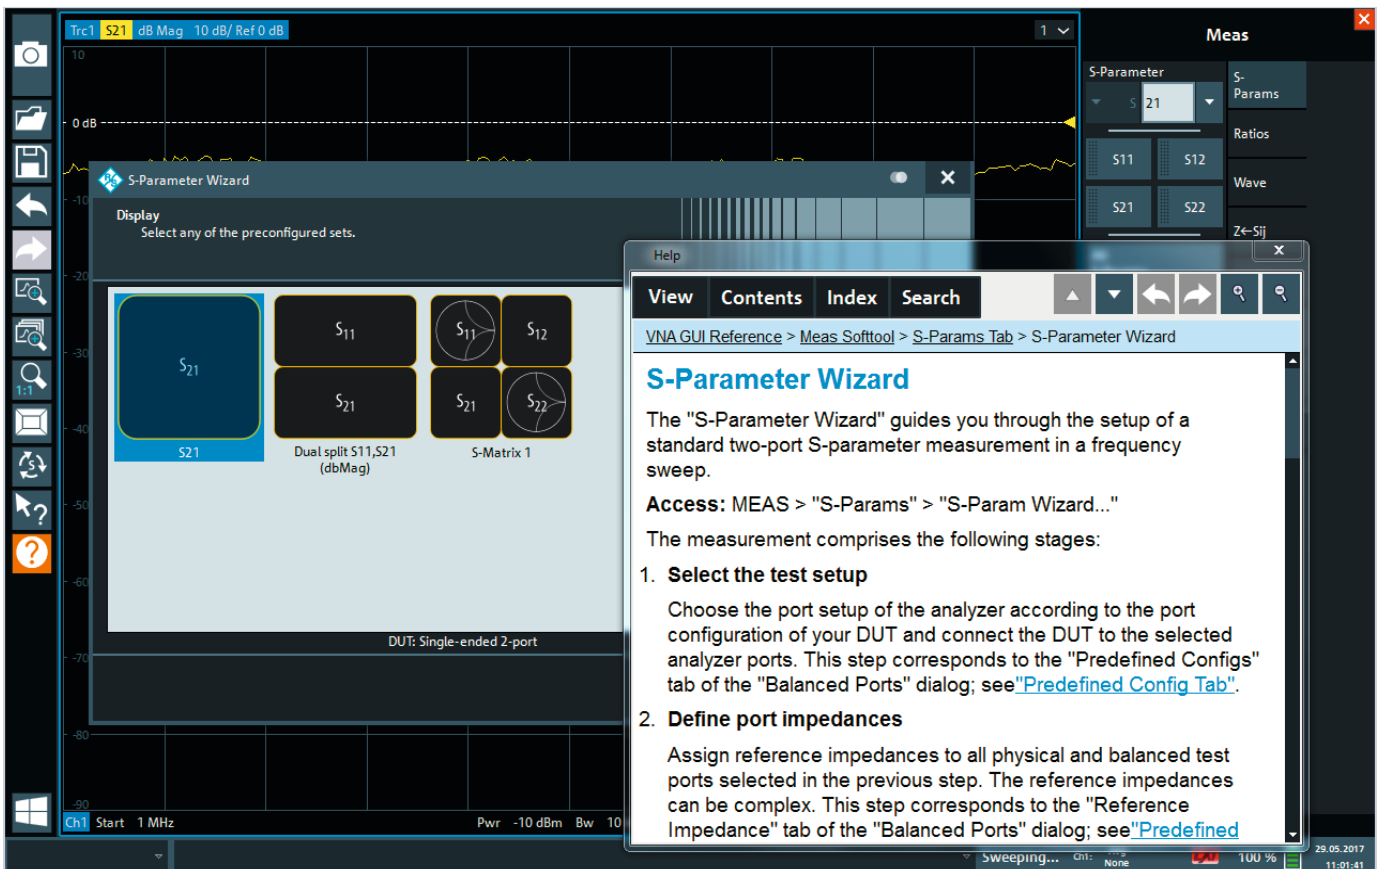 Trc1 S21 dB Mag 10 dB/ Ref 0 dB
1
10
0 dB
-10
-20
-30
-40
-50
-60
-70
-80
-90
1:1
S-Parameter Wizard
Display
Select any of the preconfigured sets.
S21
S11
S21
S11 S12
S21 S22
S21
Dual split S11,S21
(dbMag)
S-Matrix 1
DUT: Single-ended 2-port
Ch1 Start 1 MHz
Pwr -10 dBm Bw 10
Meas
S-Parameter
S 21
S11 S12
S21 S22
S-
Params
Ratios
Wave
Z←Sij
Help
View Contents Index Search
VNA GUI Reference > Meas Softtool > S-Params Tab > S-Parameter Wizard
S-Parameter Wizard
The "S-Parameter Wizard" guides you through the setup of a
standard two-port S-parameter measurement in a frequency
sweep.
Access: MEAS > "S-Params" > "S-Param Wizard..."
The measurement comprises the following stages:
1. Select the test setup
Choose the port setup of the analyzer according to the port
configuration of your DUT and connect the DUT to the selected
analyzer ports. This step corresponds to the "Predefined Configs"
tab of the "Balanced Ports" dialog; see"Predefined Config Tab".
2. Define port impedances
Assign reference impedances to all physical and balanced test
ports selected in the previous step. The reference impedances
can be complex. This step corresponds to the "Reference
Impedance" tab of the "Balanced Ports" dialog; see"Predefined
Sweeping... Ch1:
None
100 %
29.05.2017
11:01:41